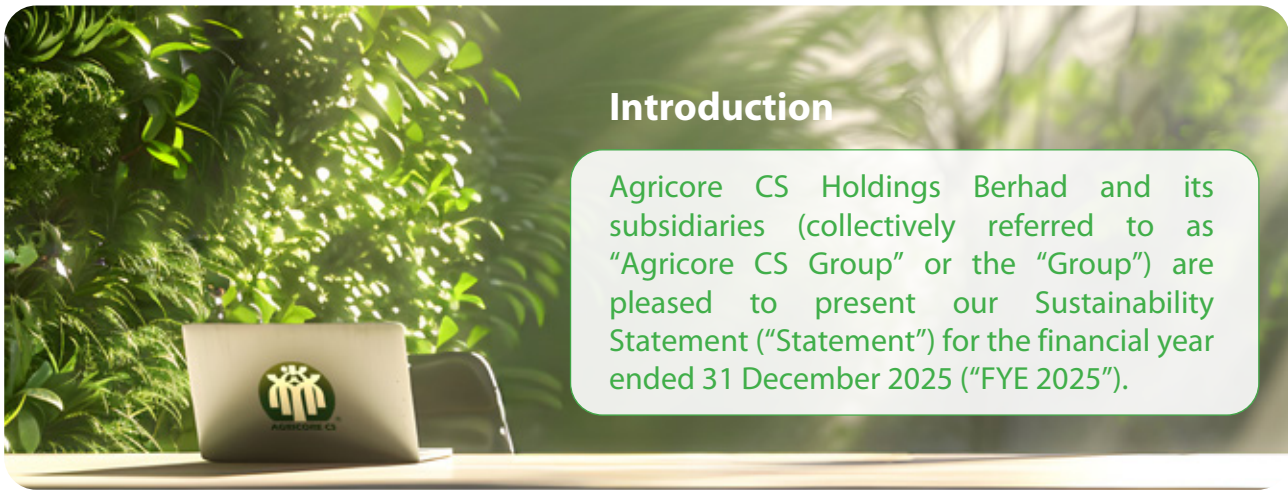 Introduction
Agricore CS Holdings Berhad and its
subsidiaries (collectively referred to as
“Agricore CS Group” or the “Group”) are
pleased to present our Sustainability
Statement (“Statement”) for the financial year
ended 31 December 2025 (“FYE 2025”).
AGRICORE CS